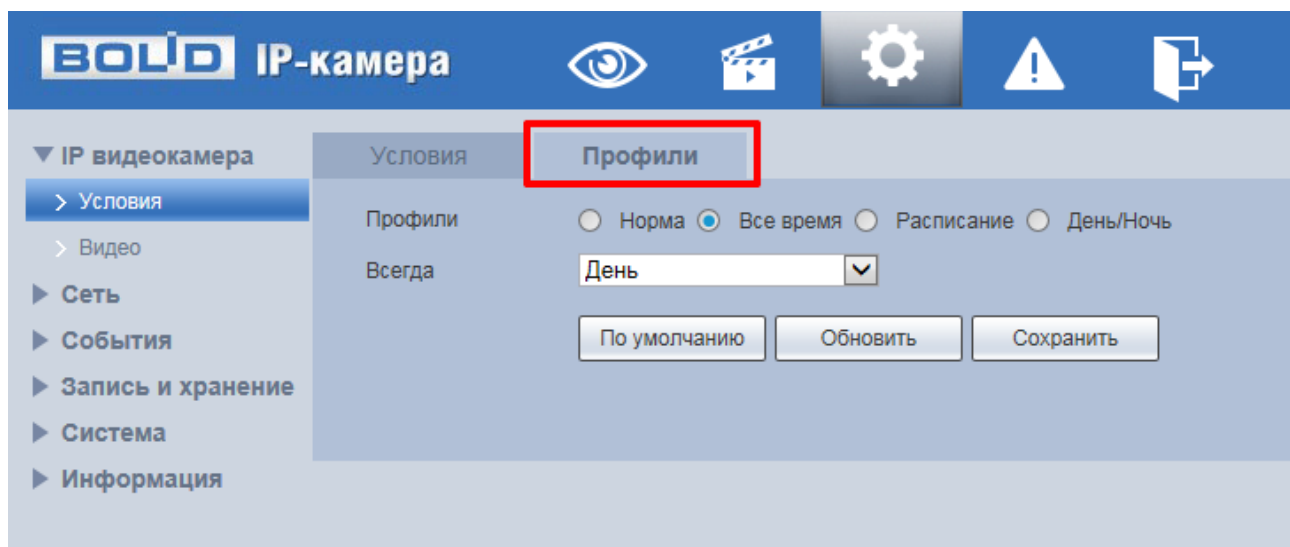 BOLID IP-камера
IP видеокамера
Условия
Видео
Сеть
События
Запись и хранение
Система
Информация
Условия Профили
Профили Норма Все время Расписание День/Ночь
Всегда День
По умолчанию Обновить Сохранить